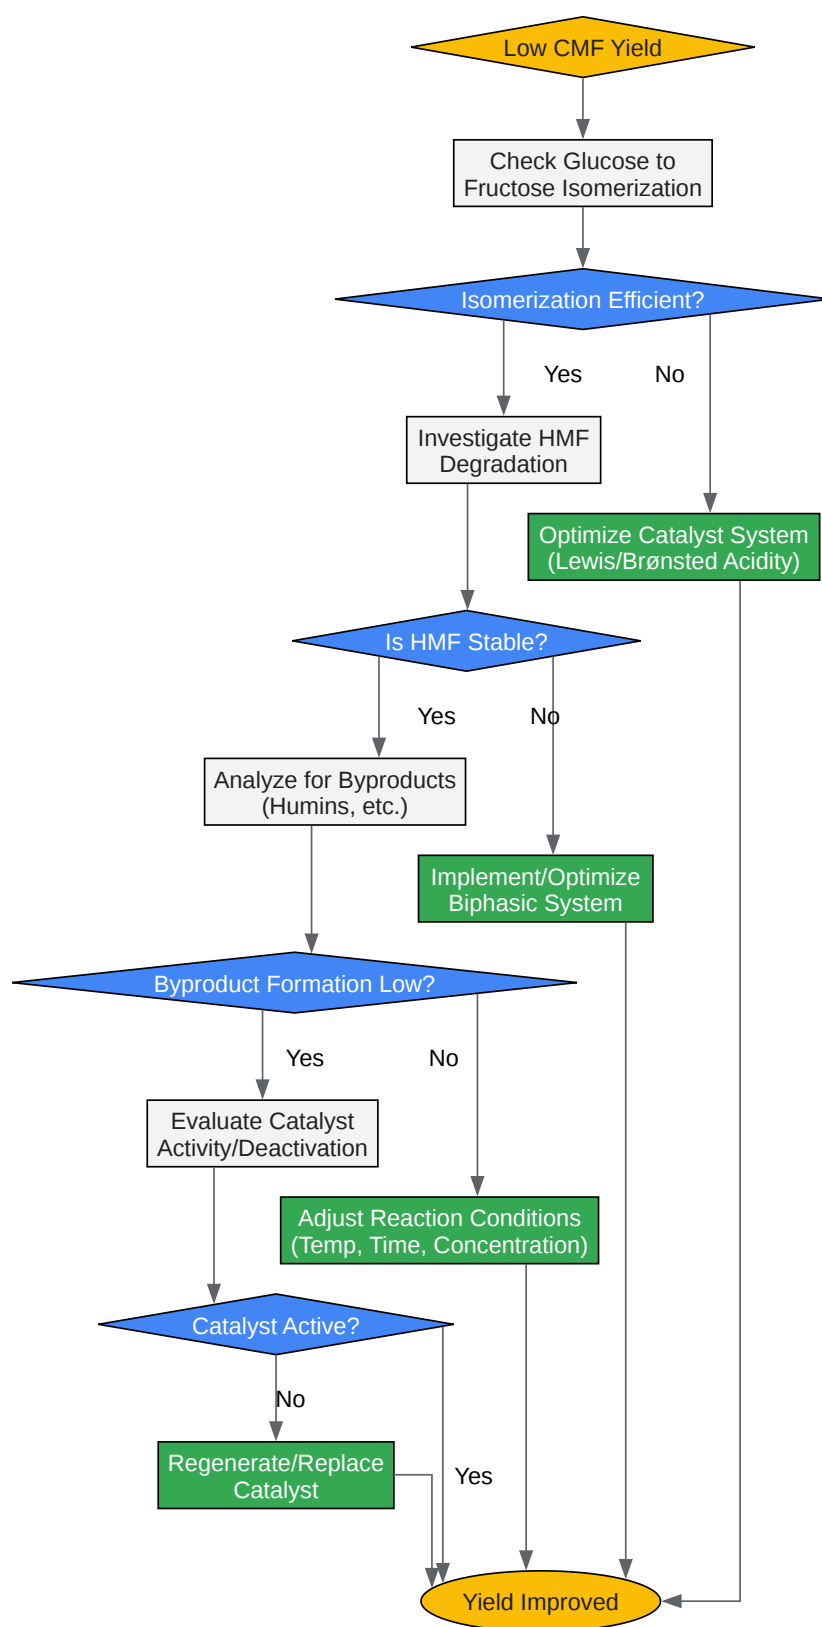 Low CMF Yield
Check Glucose to
Fructose Isomerization
Isomerization Efficient?
Yes
No
Investigate HMF
Degradation
Optimize Catalyst System
(Lewis/Brønsted Acidity)
Is HMF Stable?
Yes
No
Analyze for Byproducts
(Humins, etc.)
Implement/Optimize
Biphasic System
Byproduct Formation Low?
Yes
No
Evaluate Catalyst
Activity/Deactivation
Adjust Reaction Conditions
(Temp, Time, Concentration)
Catalyst Active?
No
Regenerate/Replace
Catalyst
Yes
Yield Improved